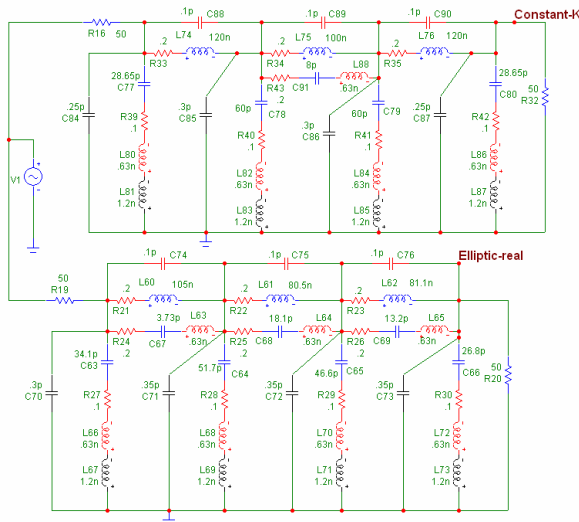 .1p C88 .1p C89 .1p C90 Constant-K
R16 50 L74 120n L75 100n L76 120n
.2 R33 .2 R34 8p L88 .2 R35
28.65p C77 R43 .2 C91 .63n 28.65p C80 50 R32
.25p C84 .3p C85 60p C78 60p C79 .25p C87
R39 .1 R40 .1 .3p C86 R41 .1 R42 .1
V1 L80 .63n L82 .63n L84 .63n L86 .63n
L81 1.2n L83 1.2n L85 1.2n L87 1.2n
.1p C74 .1p C75 .1p C76 Elliptic-real
50 R19 .2 R21 L60 105n .2 R22 L61 80.5n .2 R23 L62 81.1n
R24 .2 3.73p C67 L63 .63n R25 .2 18.1p C68 L64 .63n R26 .2 13.2p C69 L65 .63n
34.1p C63 51.7p C64 46.6p C65 26.8p C66 50 R20
.3p C70 .35p C71 .35p C72 .35p C73
R27 .1 R28 .1 R29 .1 R30 .1
L66 .63n L68 .63n L70 .63n L72 .63n
L67 1.2n L69 1.2n L71 1.2n L73 1.2n